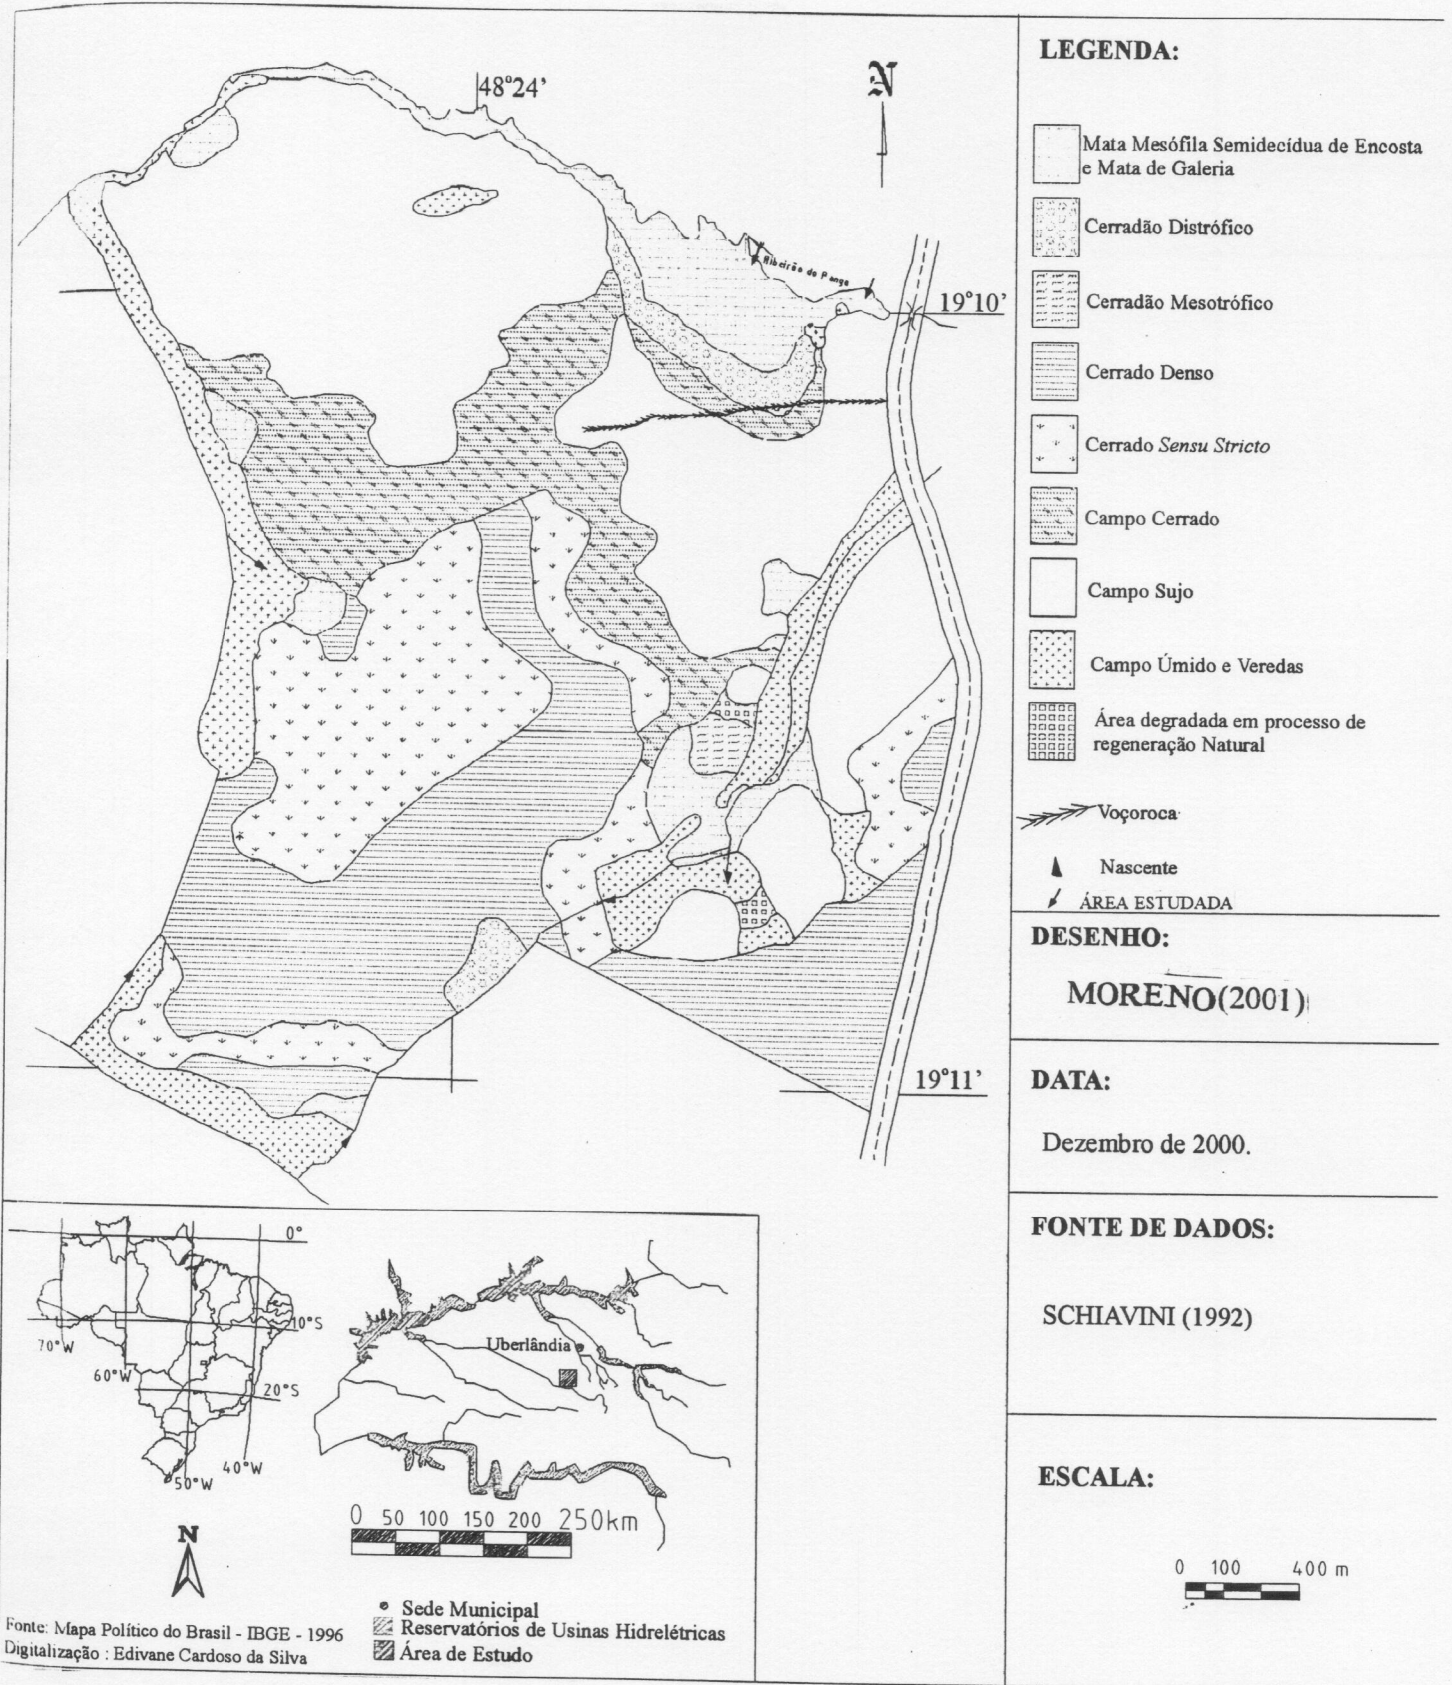 48°24'
N
Ribeirão do Panga
19°10'
19°11'
LEGENDA:
Mata Mesófila Semidecídua de Encosta
e Mata de Galeria
Cerradão Distrófico
Cerradão Mesotrófico
Cerrado Denso
Cerrado Sensu Stricto
Campo Cerrado
Campo Sujo
Campo Úmido e Veredas
Área degradada em processo de
regeneração Natural
Voçoroca
Nascente
ÁREA ESTUDADA
DESENHO:
MORENO(2001)
DATA:
Dezembro de 2000.
FONTE DE DADOS:
SCHIAVINI (1992)
ESCALA:
0 100 400 m
0°
10°S
70°W
60°W
20°S
40°W
50°W
N
Uberlândia
0 50 100 150 200 250km
Sede Municipal
Reservatórios de Usinas Hidrelétricas
Área de Estudo
Fonte: Mapa Político do Brasil - IBGE - 1996
Digitalização : Edivane Cardoso da Silva